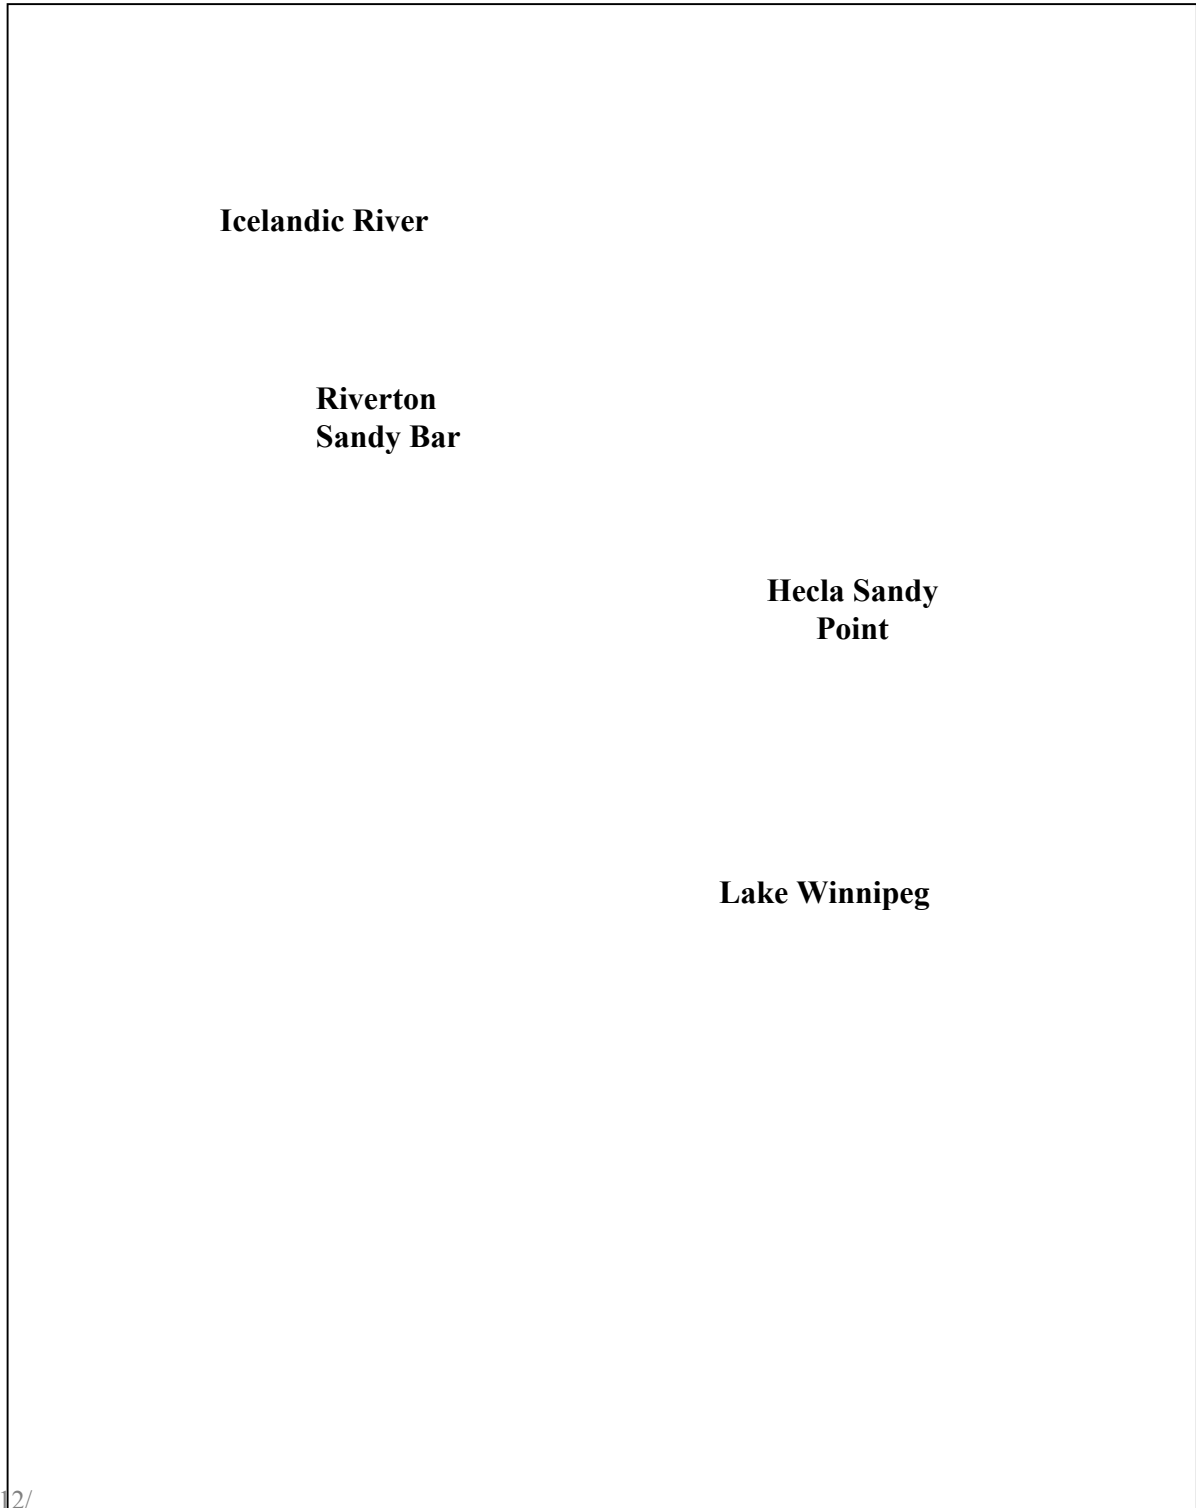 Icelandic River
Riverton
Sandy Bar
Hecla Sandy
Point
Lake Winnipeg
12/